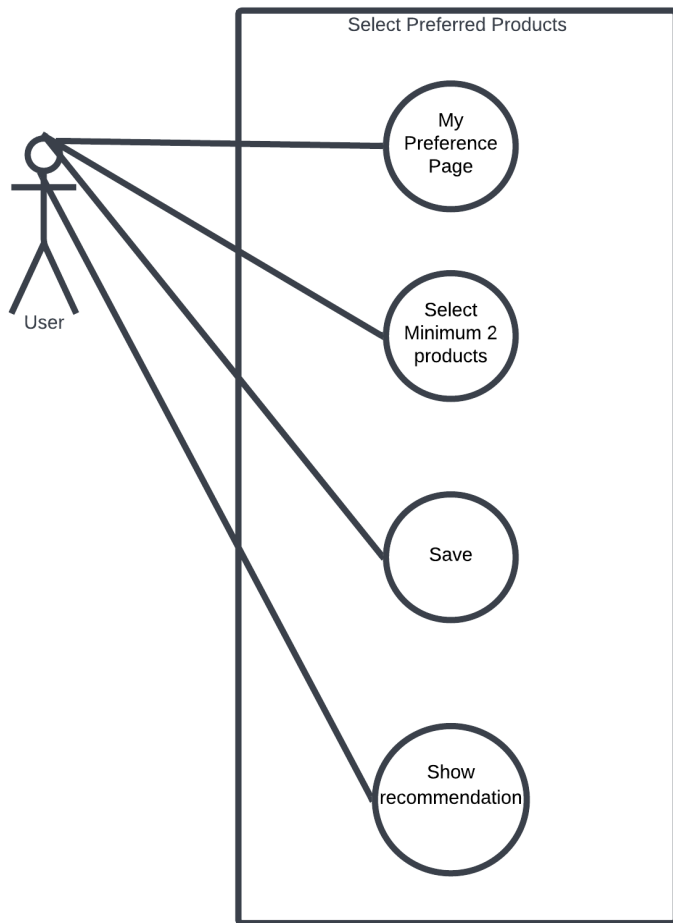 Select Preferred Products
My
Preference
Page
Select
Minimum 2
products
User
Save
Show
recommendation